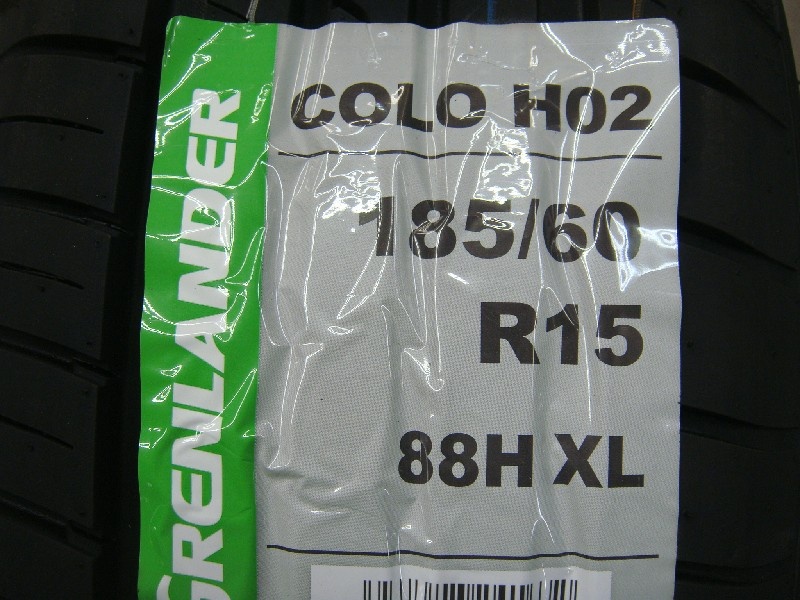 GRENLANDER
COLO H02
185/60
R15
88H XL